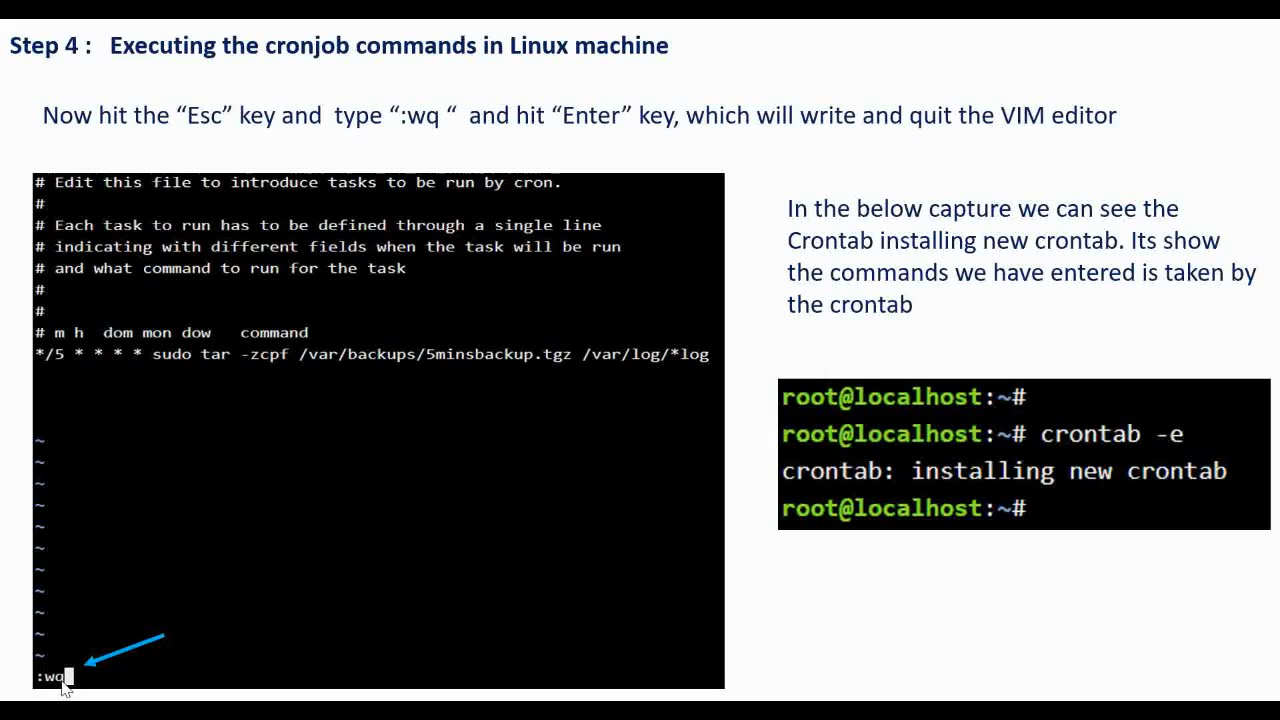 Step 4 :   Executing the cronjob commands in Linux machine
Now hit the “Esc” key and  type “:wq “  and hit “Enter” key, which will write and quit the VIM editor
# Edit this file to introduce tasks to be run by cron.
#
# Each task to run has to be defined through a single line
# indicating with different fields when the task will be run
# and what command to run for the task
#
#
# m h  dom mon dow   command
*/5 * * * * sudo tar -zcpf /var/backups/5minsbackup.tgz /var/log/*log
~
~
~
~
~
~
~
~
~
~
~
:wq
In the below capture we can see the
Crontab installing new crontab. Its show
the commands we have entered is taken by
the crontab
root@localhost:~#
root@localhost:~# crontab -e
crontab: installing new crontab
root@localhost:~#